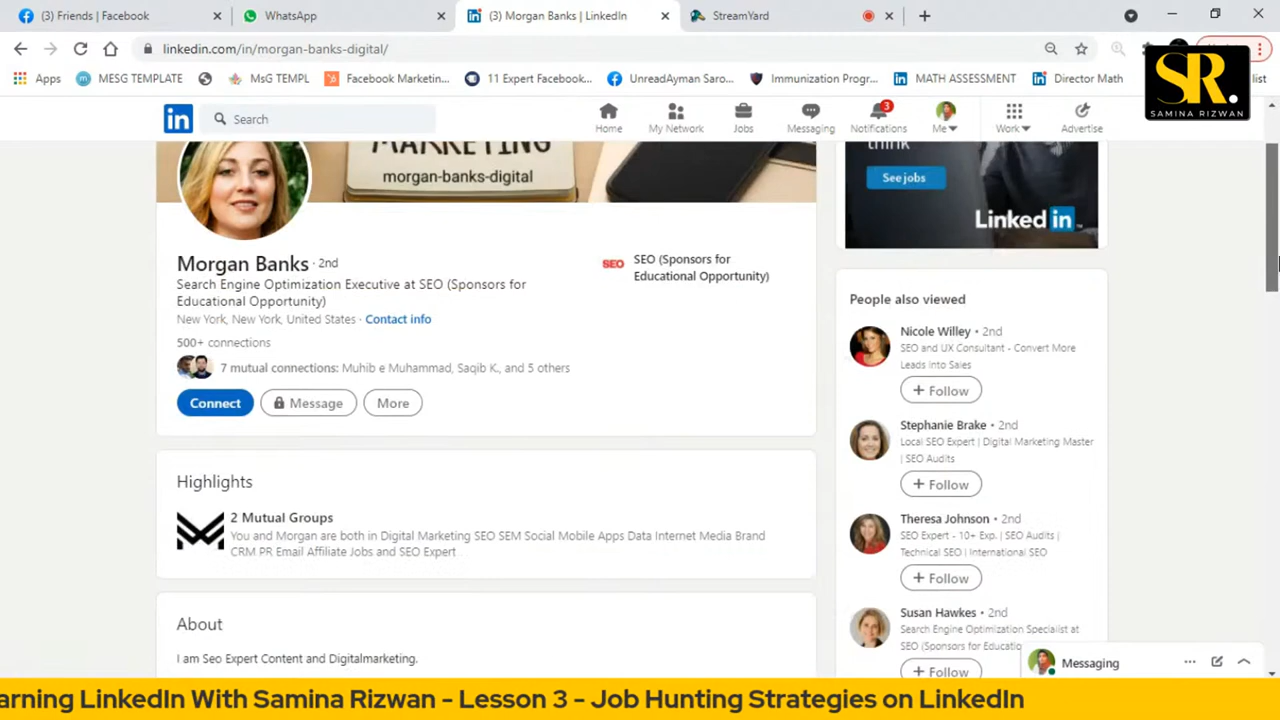 (3) Friends | Facebook
WhatsApp
(3) Morgan Banks | LinkedIn
StreamYard
linkedin.com/in/morgan-banks-digital/
Apps
MESG TEMPLATE
MsG TEMPL
Facebook Marketin...
11 Expert Facebook...
UnreadAyman Saro...
Immunization Progr...
MATH ASSESSMENT
Director Math
list
SR.
SAMINA RIZWAN
in
Search
Home
My Network
Jobs
Messaging
3
Notifications
Me
Work
Advertise
MARKETING
morgan-banks-digital
think
See jobs
Linked in
Morgan Banks · 2nd
Search Engine Optimization Executive at SEO (Sponsors for
Educational Opportunity)
New York, New York, United States · Contact info
500+ connections
7 mutual connections: Muhib e Muhammad, Saqib K., and 5 others
Connect
Message
More
SEO
SEO (Sponsors for
Educational Opportunity)
Highlights
2 Mutual Groups
You and Morgan are both in Digital Marketing SEO SEM Social Mobile Apps Data Internet Media Brand
CRM PR Email Affiliate Jobs and SEO Expert
About
I am Seo Expert Content and Digitalmarketing.
People also viewed
Nicole Willey • 2nd
SEO and UX Consultant - Convert More
Leads into Sales
+ Follow
Stephanie Brake • 2nd
Local SEO Expert | Digital Marketing Master
| SEO Audits
+ Follow
Theresa Johnson • 2nd
SEO Expert - 10+ Exp. | SEO Audits |
Technical SEO | International SEO
+ Follow
Susan Hawkes • 2nd
Search Engine Optimization Specialist at
SEO (Sponsors for Educatio
+ Follow
Messaging
earning LinkedIn With Samina Rizwan - Lesson 3 - Job Hunting Strategies on LinkedIn